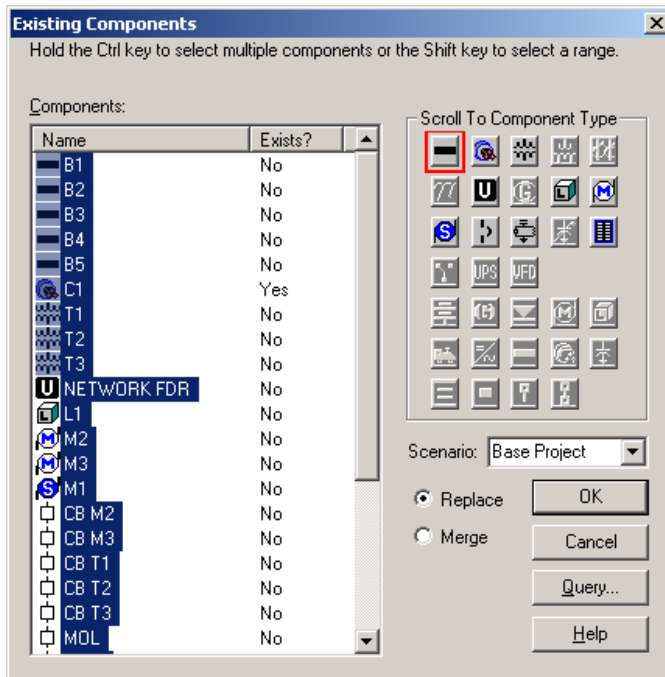 Existing Components
Hold the Ctrl key to select multiple components or the Shift key to select a range.
Components:
Name Exists?
B1 No
B2 No
B3 No
B4 No
B5 No
C1 Yes
T1 No
T2 No
T3 No
NETWORK FDR No
L1 No
M2 No
M3 No
M1 No
CB M2 No
CB M3 No
CB T1 No
CB T2 No
CB T3 No
MOL No
Scroll To Component Type
U G M
S
UPS VFD
G M
Scenario: Base Project
Replace
Merge
OK
Cancel
Query...
Help